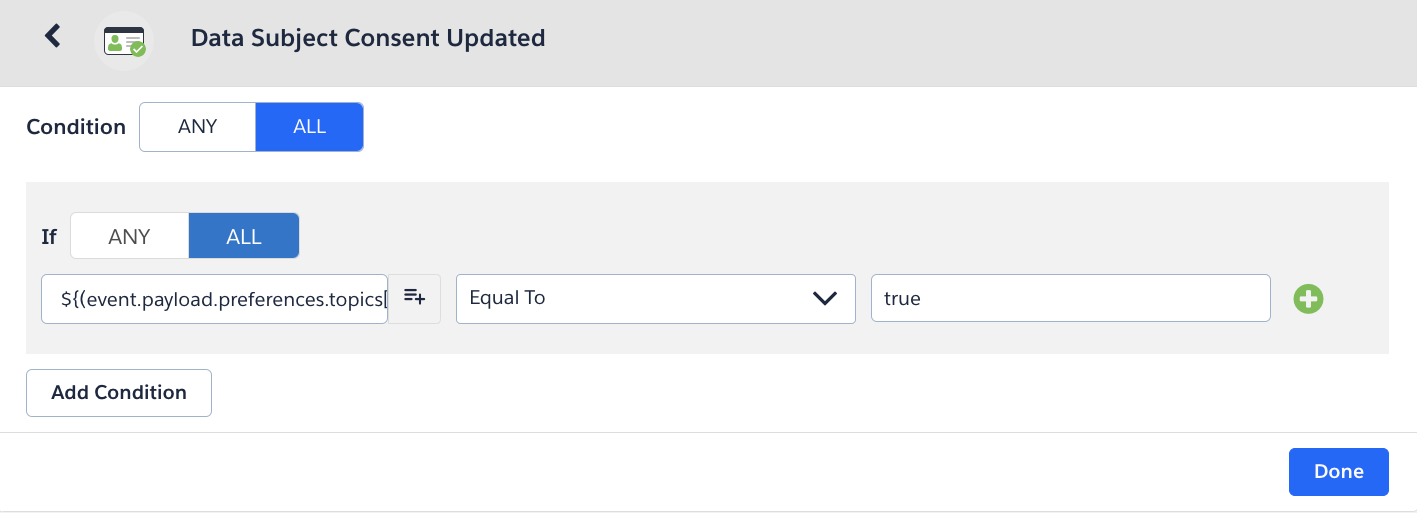 Data Subject Consent Updated
Condition ANY ALL
If ANY ALL
${(event.payload.preferences.topics[ Equal To true
Add Condition
Done